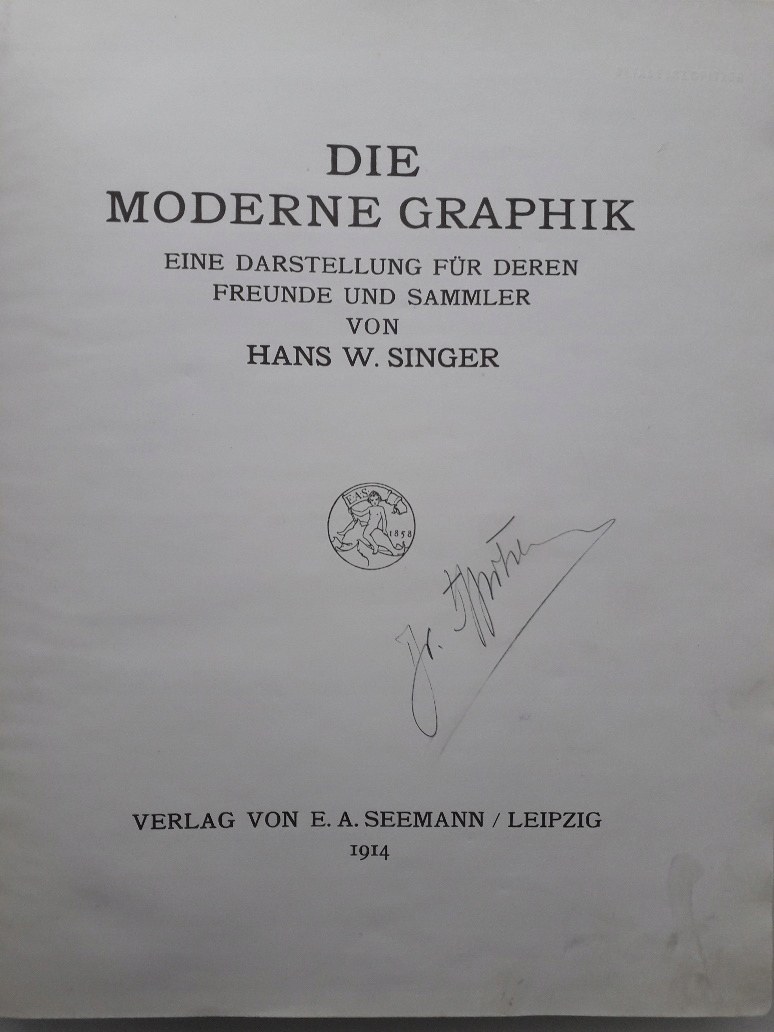 DIE
MODERNE GRAPHIK
EINE DARSTELLUNG FÜR DEREN
FREUNDE UND SAMMLER
VON
HANS W. SINGER
EAS
1858
VERLAG VON E. A. SEEMANN / LEIPZIG
1914